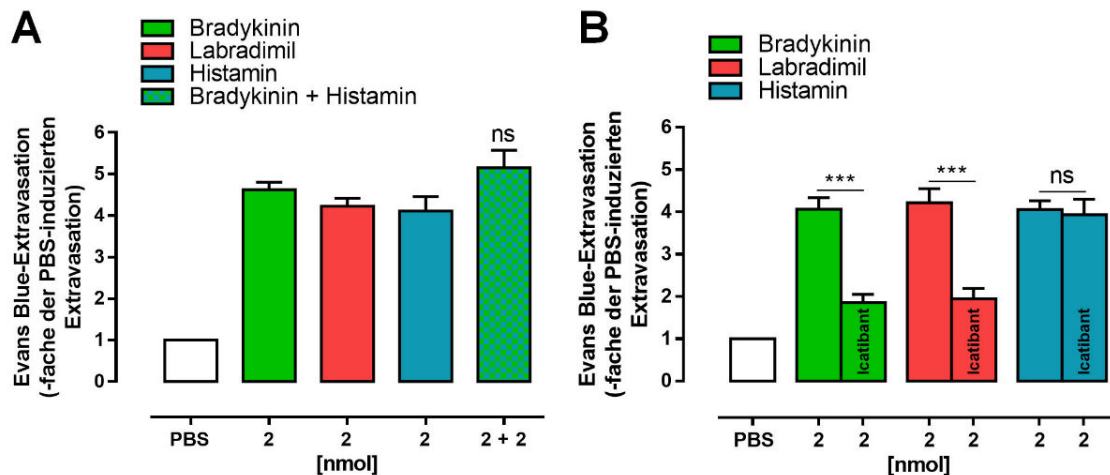 A
Bradykinin
Labradimil
Histamin
Bradykinin + Histamin
Evans Blue-Extravasation
(-fache der PBS-induzierten
Extravasation)
6
5
4
3
2
1
0
ns
PBS 2 2 2 2 + 2
[nmol]
B
Bradykinin
Labradimil
Histamin
Evans Blue-Extravasation
(-fache der PBS-induzierten
Extravasation)
6
5
4
3
2
1
0
*** *** ns
Icatibant Icatibant Icatibant
PBS 2 2 2 2 2 2
[nmol]